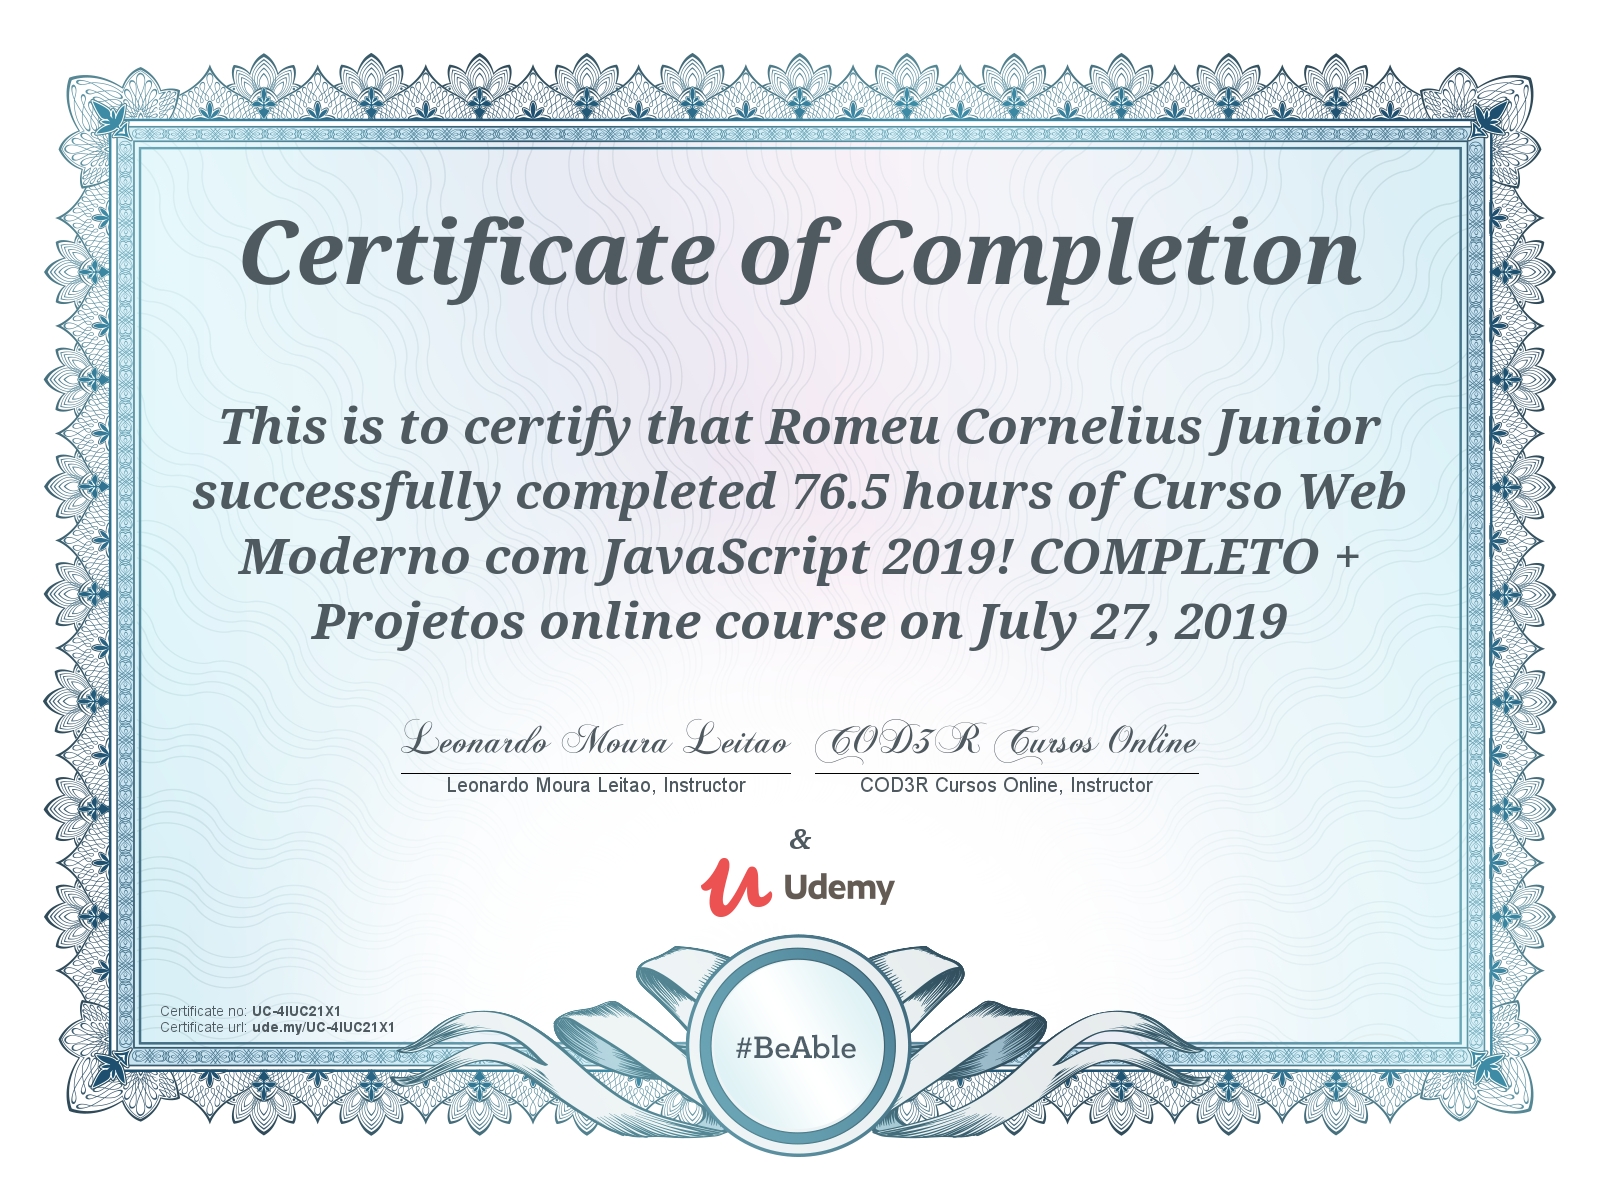 Certificate of Completion
This is to certify that Romeu Cornelius Junior
successfully completed 76.5 hours of Curso Web
Moderno com JavaScript 2019! COMPLETO +
Projetos online course on July 27, 2019
Leonardo Moura Leitao COD3R Cursos Online
Leonardo Moura Leitao, Instructor COD3R Cursos Online, Instructor
&
Udemy
Certificate no: UC-4IUC21X1
Certificate url: ude.my/UC-4IUC21X1
#BeAble